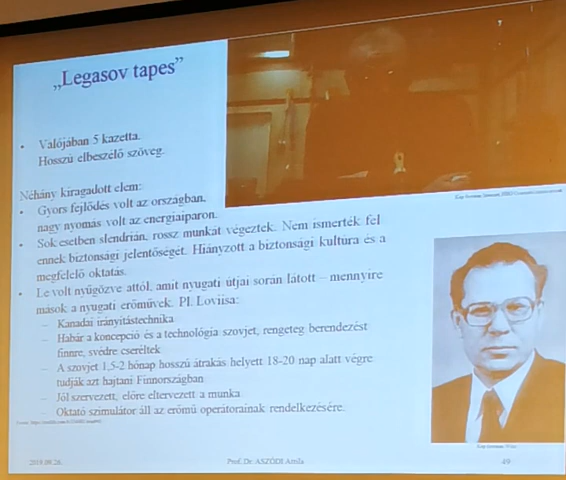 „Legasov tapes”
• Valójában 5 kazetta.
Hosszú elbeszélő szöveg.
Néhány kiragadott elem:
• Gyors fejlődés volt az országban,
nagy nyomás volt az energiaiparon.
• Sok esetben slendrián, rossz munkát végeztek. Nem ismerték fel
ennek biztonsági jelentőségét. Hiányzott a biztonsági kultúra és a
megfelelő oktatás.
• Le volt nyűgözve attól, amit nyugati útjai során látott – mennyire
mások a nyugati erőművek. Pl. Loviisa:
– Kanadai irányítástechnika
– Habár a koncepció és a technológia szovjet, rengeteg berendezést
finnre, svédre cseréltek
– A szovjet 1,5-2 hónap hosszú átrakás helyett 18-20 nap alatt végre
tudják azt hajtani Finnországban
– Jól szervezett, előre eltervezett a munka
– Oktató szimulátor áll az erőmű operátorainak rendelkezésére.
Prof. Dr. ASZÓDI Attila
49